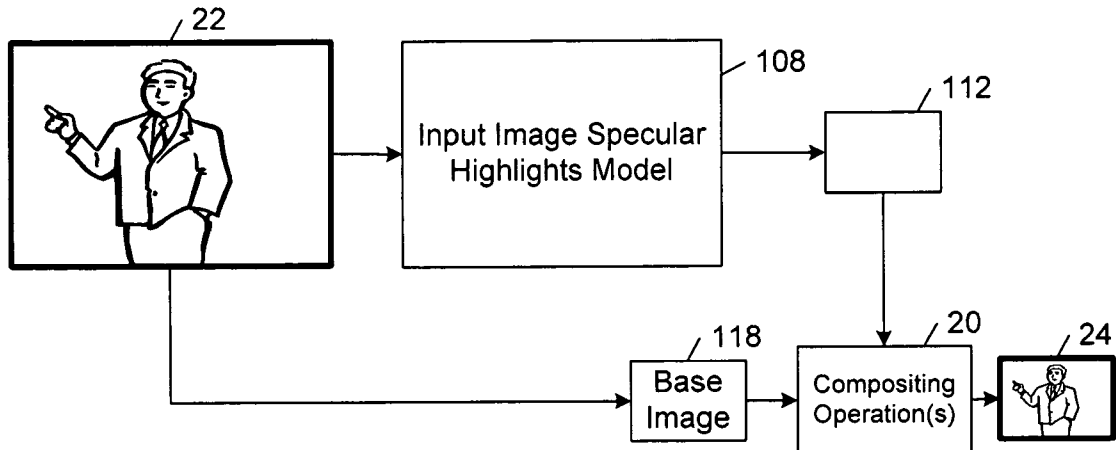 22
108
Input Image Specular
Highlights Model
112
118
Base
Image
20
Compositing
Operation(s)
24